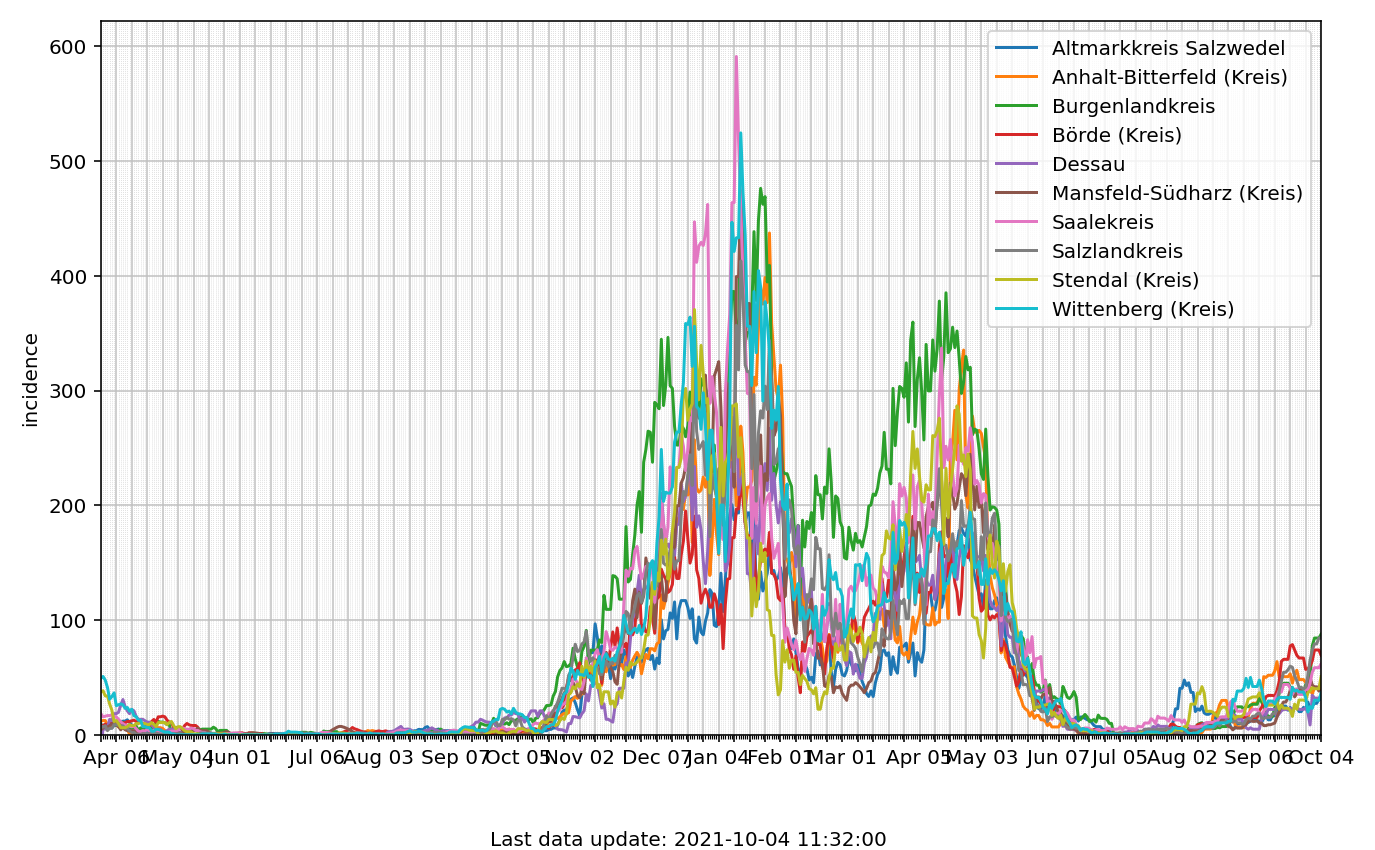 600
500
400
300
200
100
0
incidence
Altmarkkreis Salzwedel
Anhalt-Bitterfeld (Kreis)
Burgenlandkreis
Börde (Kreis)
Dessau
Mansfeld-Südharz (Kreis)
Saalekreis
Salzlandkreis
Stendal (Kreis)
Wittenberg (Kreis)
Apr 06 May 04 Jun 01 Jul 06 Aug 03 Sep 07 Oct 05 Nov 02 Dec 07 Jan 04 Feb 01 Mar 01 Apr 05 May 03 Jun 07 Jul 05 Aug 02 Sep 06 Oct 04
Last data update: 2021-10-04 11:32:00